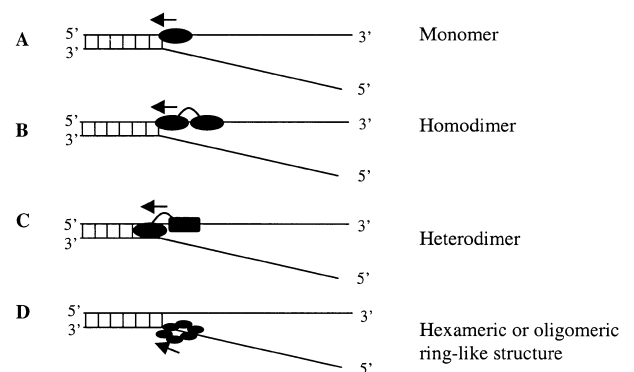 A 5' 3' 3' 5' Monomer
B 5' 3' 3' 5' Homodimer
C 5' 3' 3' 5' Heterodimer
D 5' 3' 3' 5' Hexameric or oligomeric
ring-like structure